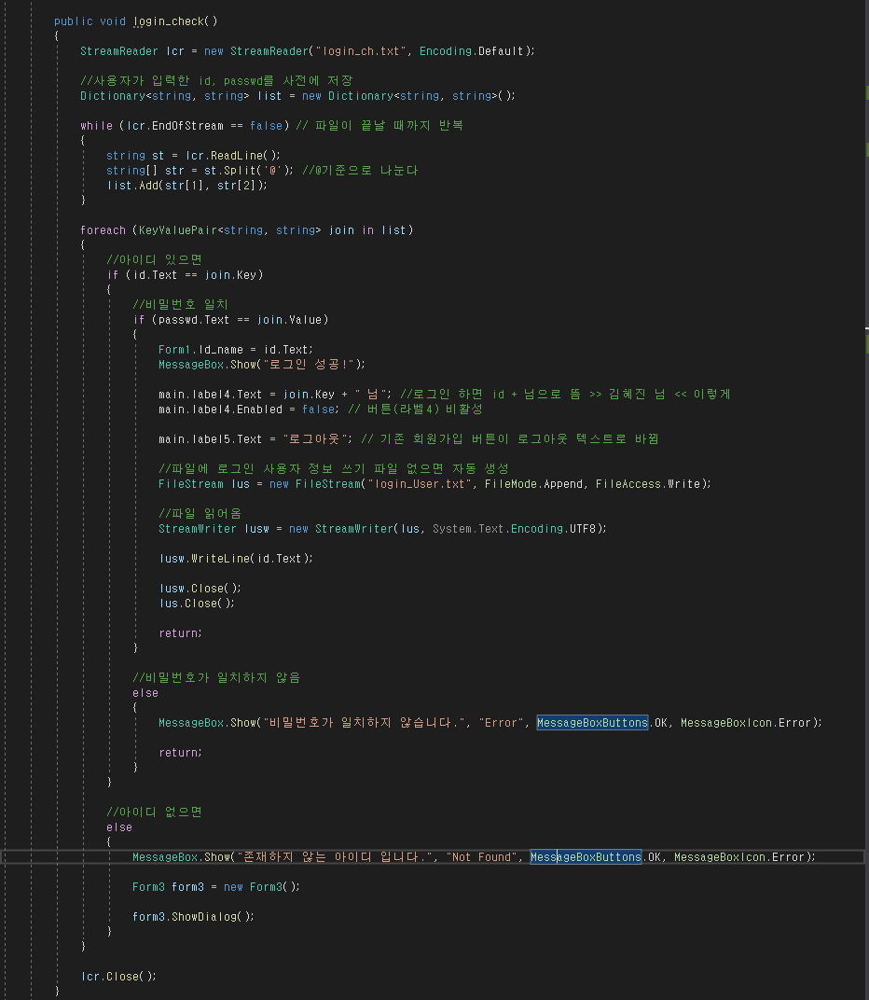 public void login_check()
{
StreamReader lcr = new StreamReader("login_ch.txt", Encoding.Default);
//사용자가 입력한 id, passwd를 사전에 저장
Dictionary<string, string> list = new Dictionary<string, string>();
while (lcr.EndOfStream == false) // 파일이 끝날 때까지 반복
{
string st = lcr.ReadLine();
string[] str = st.Split('@'); //@기준으로 나눈다
list.Add(str[1], str[2]);
}
foreach (KeyValuePair<string, string> join in list)
{
//아이디 있으면
if (id.Text == join.Key)
{
//비밀번호 일치
if (passwd.Text == join.Value)
{
Form1.Id_name = id.Text;
MessageBox.Show("로그인 성공!");
main.label4.Text = join.Key + " 님"; //로그인 하면 id + 님으로 뜸 >> 김혜진 님 << 이렇게
main.label4.Enabled = false; // 버튼(라벨4) 비활성
main.label5.Text = "로그아웃"; // 기존 회원가입 버튼이 로그아웃 텍스트로 바뀜
//파일에 로그인 사용자 정보 쓰기 파일 없으면 자동 생성
FileStream lus = new FileStream("login_User.txt", FileMode.Append, FileAccess.Write);
//파일 읽어옴
StreamWriter lusw = new StreamWriter(lus, System.Text.Encoding.UTF8);
lusw.WriteLine(id.Text);
lusw.Close();
lus.Close();
return;
}
//비밀번호가 일치하지 않음
else
{
MessageBox.Show("비밀번호가 일치하지 않습니다.", "Error", MessageBoxButtons.OK, MessageBoxIcon.Error);
return;
}
}
//아이디 없으면
else
{
MessageBox.Show("존재하지 않는 아이디 입니다.", "Not Found", MessageBoxButtons.OK, MessageBoxIcon.Error);
Form3 form3 = new Form3();
form3.ShowDialog();
}
}
lcr.Close();
}